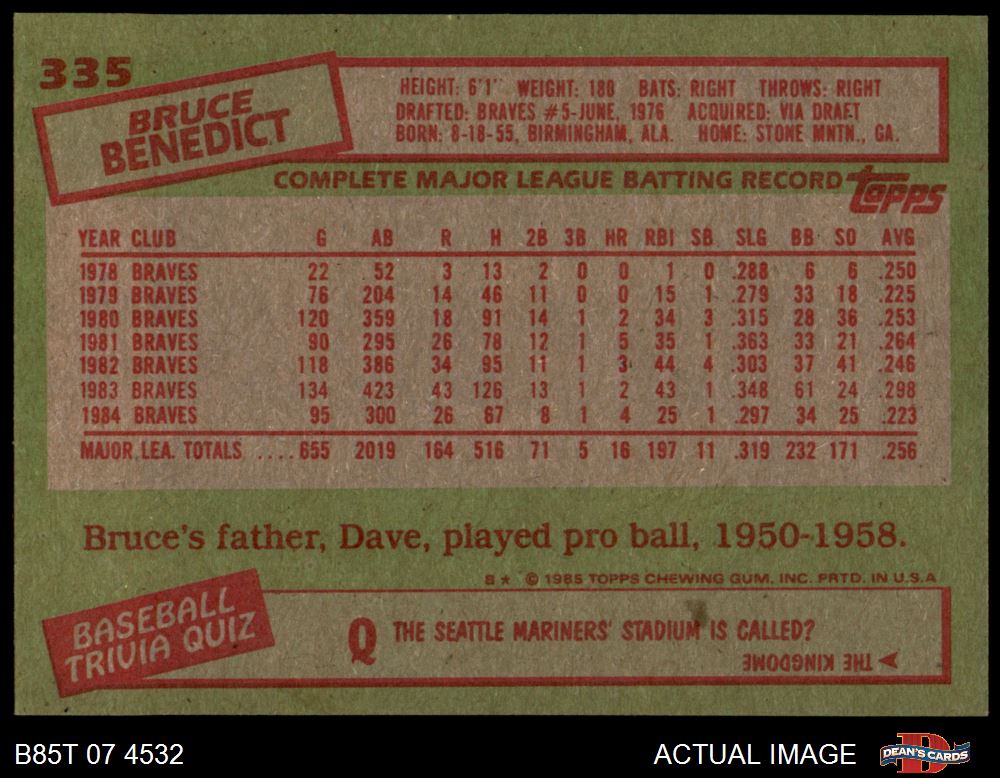 335
BRUCE
BENEDICT
HEIGHT: 6'1" WEIGHT: 180 BATS: RIGHT THROWS: RIGHT
DRAFTED: BRAVES #5-JUNE, 1976 ACQUIRED: VIA DRAFT
BORN: 8-18-55, BIRMINGHAM, ALA. HOME: STONE MNTN., GA.
COMPLETE MAJOR LEAGUE BATTING RECORD topps
YEAR CLUB G AB R H 2B 3B HR RBI SB SLG BB SO AVG
1978 BRAVES 22 52 3 13 2 0 0 1 0 .288 6 6 .250
1979 BRAVES 76 204 14 46 11 0 0 15 1 .279 33 18 .225
1980 BRAVES 120 359 18 91 14 1 2 34 3 .315 28 36 .253
1981 BRAVES 90 295 26 78 12 1 5 35 1 .363 33 21 .264
1982 BRAVES 118 386 34 95 11 1 3 44 4 .303 37 41 .246
1983 BRAVES 134 423 43 126 13 1 2 43 1 .348 61 24 .298
1984 BRAVES 95 300 26 67 8 1 4 25 1 .297 34 25 .223
MAJOR LEA. TOTALS .... 655 2019 164 516 71 5 16 197 11 .319 232 171 .256
Bruce's father, Dave, played pro ball, 1950-1958.
8* © 1985 TOPPS CHEWING GUM, INC. PRTD. IN U.S.A
BASEBALL
TRIVIA QUIZ
Q THE SEATTLE MARINERS' STADIUM IS CALLED?
THE KINGDOME
B85T 07 4532
ACTUAL IMAGE
D
DEAN'S CARDS